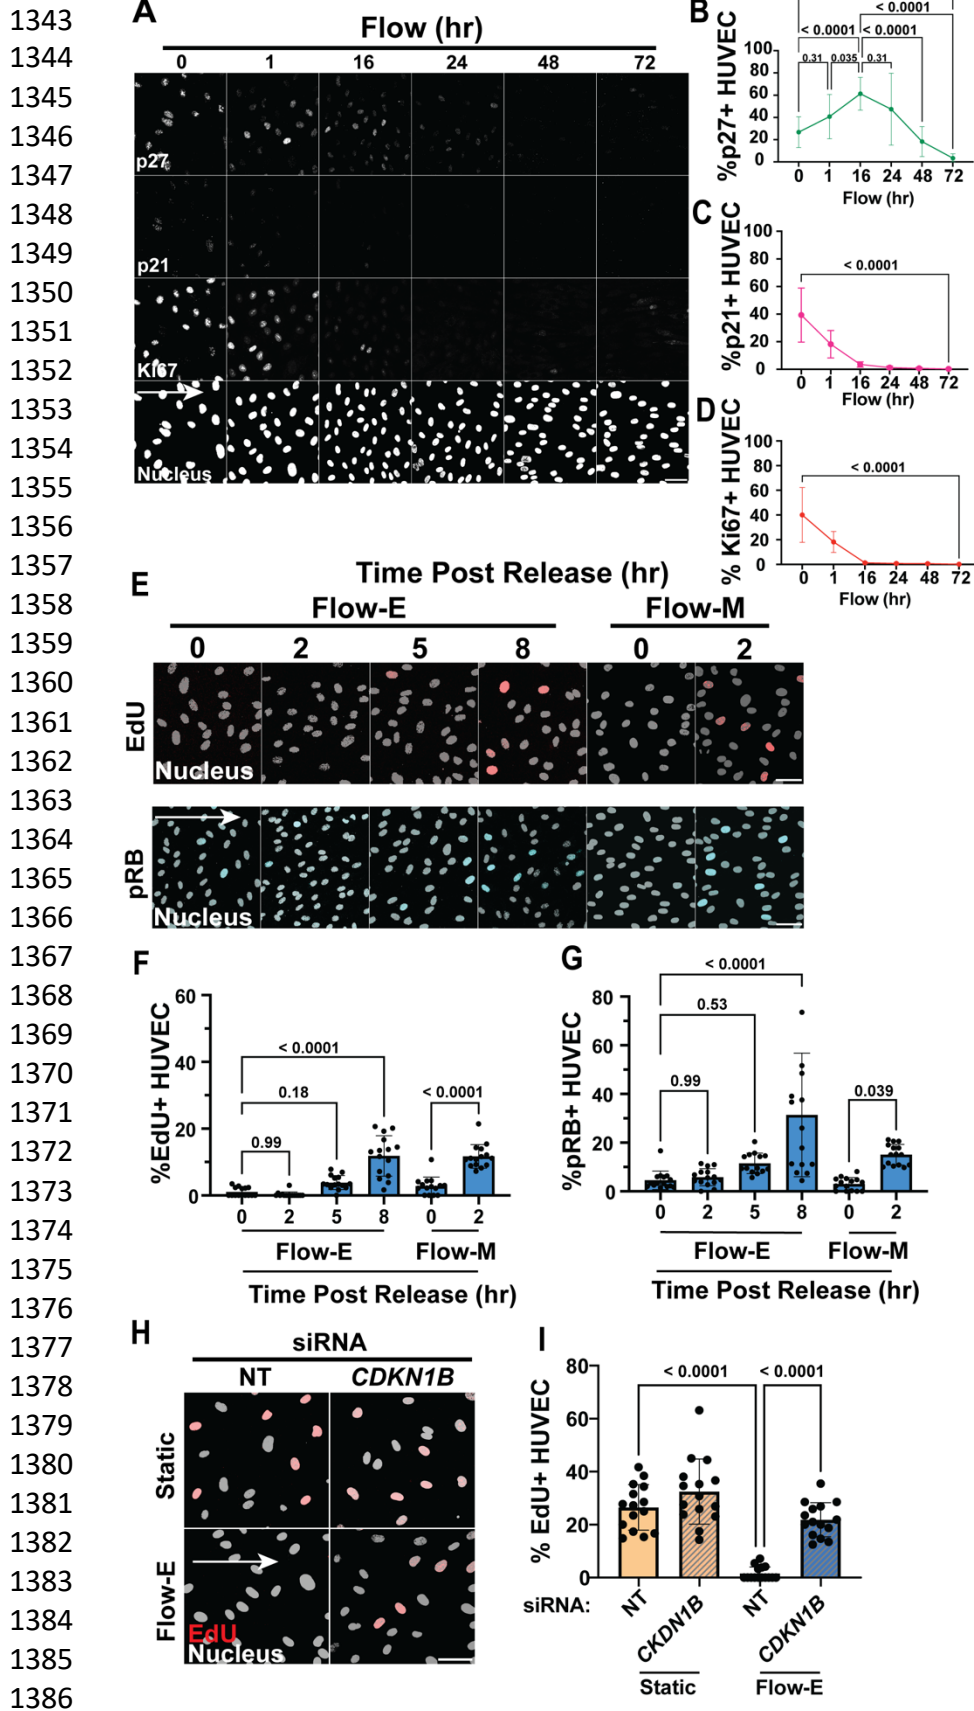 1343
1344
1345
1346
1347
1348
1349
1350
1351
1352
1353
1354
1355
1356
1357
1358
1359
1360
1361
1362
1363
1364
1365
1366
1367
1368
1369
1370
1371
1372
1373
1374
1375
1376
1377
1378
1379
1380
1381
1382
1383
1384
1385
1386
A
Flow (hr)
0 1 16 24 48 72
p27
p21
Ki67
Nucleus
B
%p27+ HUVEC
< 0.0001
< 0.0001 < 0.0001
0.31 0.035 0.31
100
80
60
40
20
0
0 1 16 24 48 72
Flow (hr)
C
%p21+ HUVEC
100
80
60
40
20
0
< 0.0001
0 1 16 24 48 72
Flow (hr)
D
% Ki67+ HUVEC
100
80
60
40
20
0
< 0.0001
0 1 16 24 48 72
Flow (hr)
E
Time Post Release (hr)
Flow-E Flow-M
0 2 5 8 0 2
EdU
Nucleus
pRB
Nucleus
F
%EdU+ HUVEC
60
40
20
0
< 0.0001
0.18
0.99
< 0.0001
0 2 5 8 0 2
Flow-E Flow-M
Time Post Release (hr)
G
%pRB+ HUVEC
80
60
40
20
0
< 0.0001
0.53
0.99
0.039
0 2 5 8 0 2
Flow-E Flow-M
Time Post Release (hr)
H
siRNA
NT CDKN1B
Static
Flow-E
EdU
Nucleus
I
% EdU+ HUVEC
80
60
40
20
0
< 0.0001 < 0.0001
siRNA:
NT CKDN1B NT CDKN1B
Static Flow-E